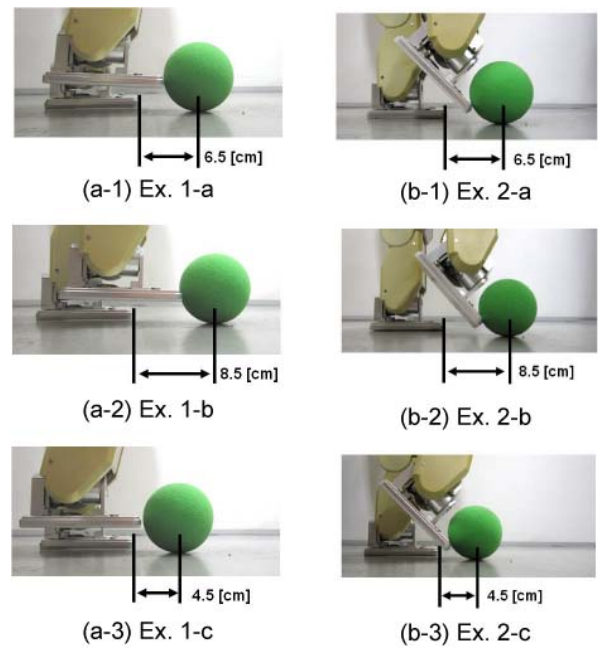 6.5 [cm]
(a-1) Ex. 1-a
6.5 [cm]
(b-1) Ex. 2-a
8.5 [cm]
(a-2) Ex. 1-b
8.5 [cm]
(b-2) Ex. 2-b
4.5 [cm]
(a-3) Ex. 1-c
4.5 [cm]
(b-3) Ex. 2-c